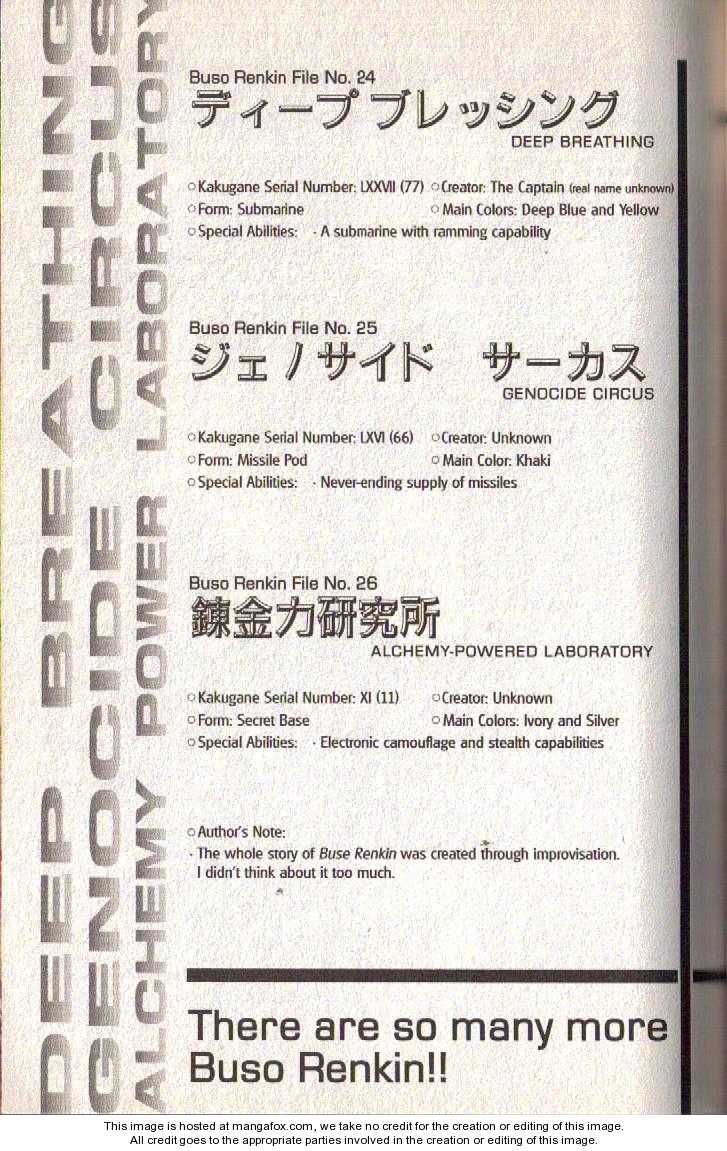 DEEP BREATHING
GENOCIDE CIRCUS
ALCHEMY POWER LABORATORY
Buso Renkin File No. 24
ディープブレッシング
DEEP BREATHING
○Kakugane Serial Number: LXXVII (77) ○Creator: The Captain (real name unknown)
○Form: Submarine ○Main Colors: Deep Blue and Yellow
○Special Abilities: · A submarine with ramming capability
Buso Renkin File No. 25
ジェノサイド サーカス
GENOCIDE CIRCUS
○Kakugane Serial Number: LXVI (66) ○Creator: Unknown
○Form: Missile Pod ○Main Color: Khaki
○Special Abilities: · Never-ending supply of missiles
Buso Renkin File No. 26
錬金力研究所
ALCHEMY-POWERED LABORATORY
○Kakugane Serial Number: XI (11) ○Creator: Unknown
○Form: Secret Base ○Main Colors: Ivory and Silver
○Special Abilities: · Electronic camouflage and stealth capabilities
○Author's Note:
· The whole story of Buse Renkin was created through improvisation.
I didn't think about it too much.
There are so many more
Buso Renkin!!
This image is hosted at mangafox.com, we take no credit for the creation or editing of this image.
All credit goes to the appropriate parties involved in the creation or editing of this image.